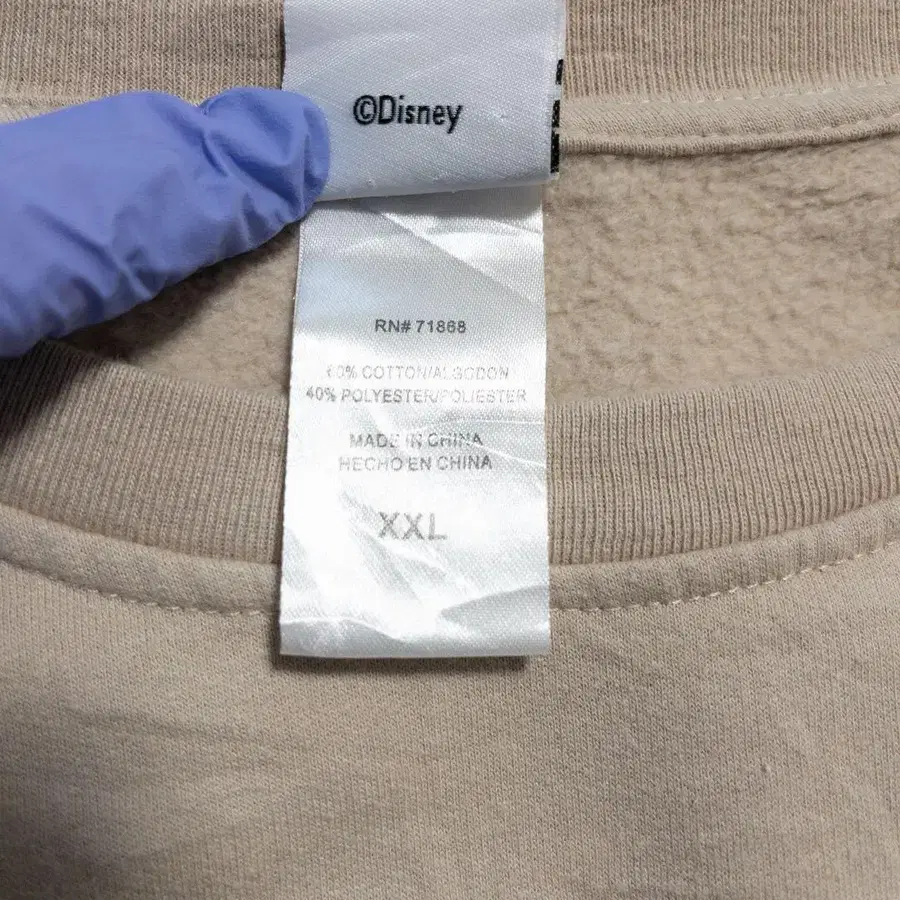 ©Disney
RN# 71868
60% COTTON/ALGODON
40% POLYESTER/POLIESTER
MADE IN CHINA
HECHO EN CHINA
XXL